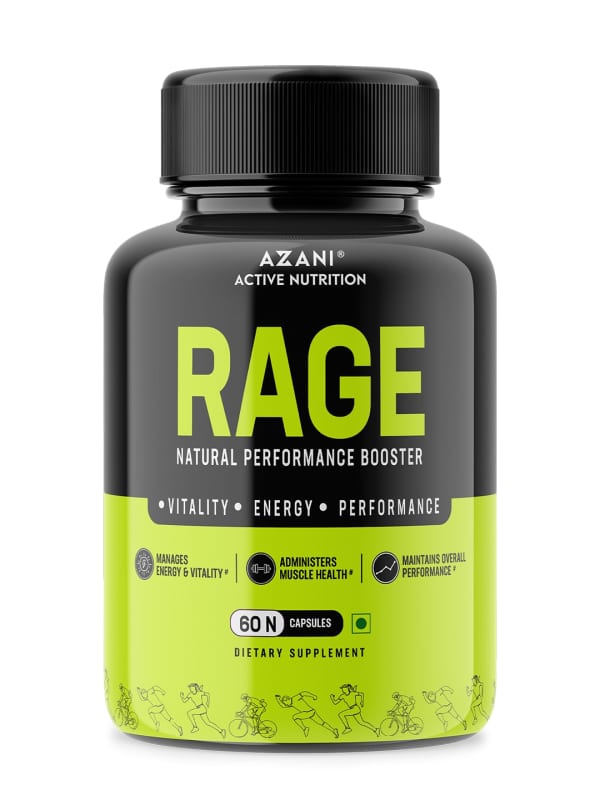 AZANI®
ACTIVE NUTRITION
RAGE
NATURAL PERFORMANCE BOOSTER
• VITALITY • ENERGY • PERFORMANCE
MANAGES
ENERGY & VITALITY#
ADMINISTERS
MUSCLE HEALTH#
MAINTAINS OVERALL
PERFORMANCE#
60 N CAPSULES
DIETARY SUPPLEMENT